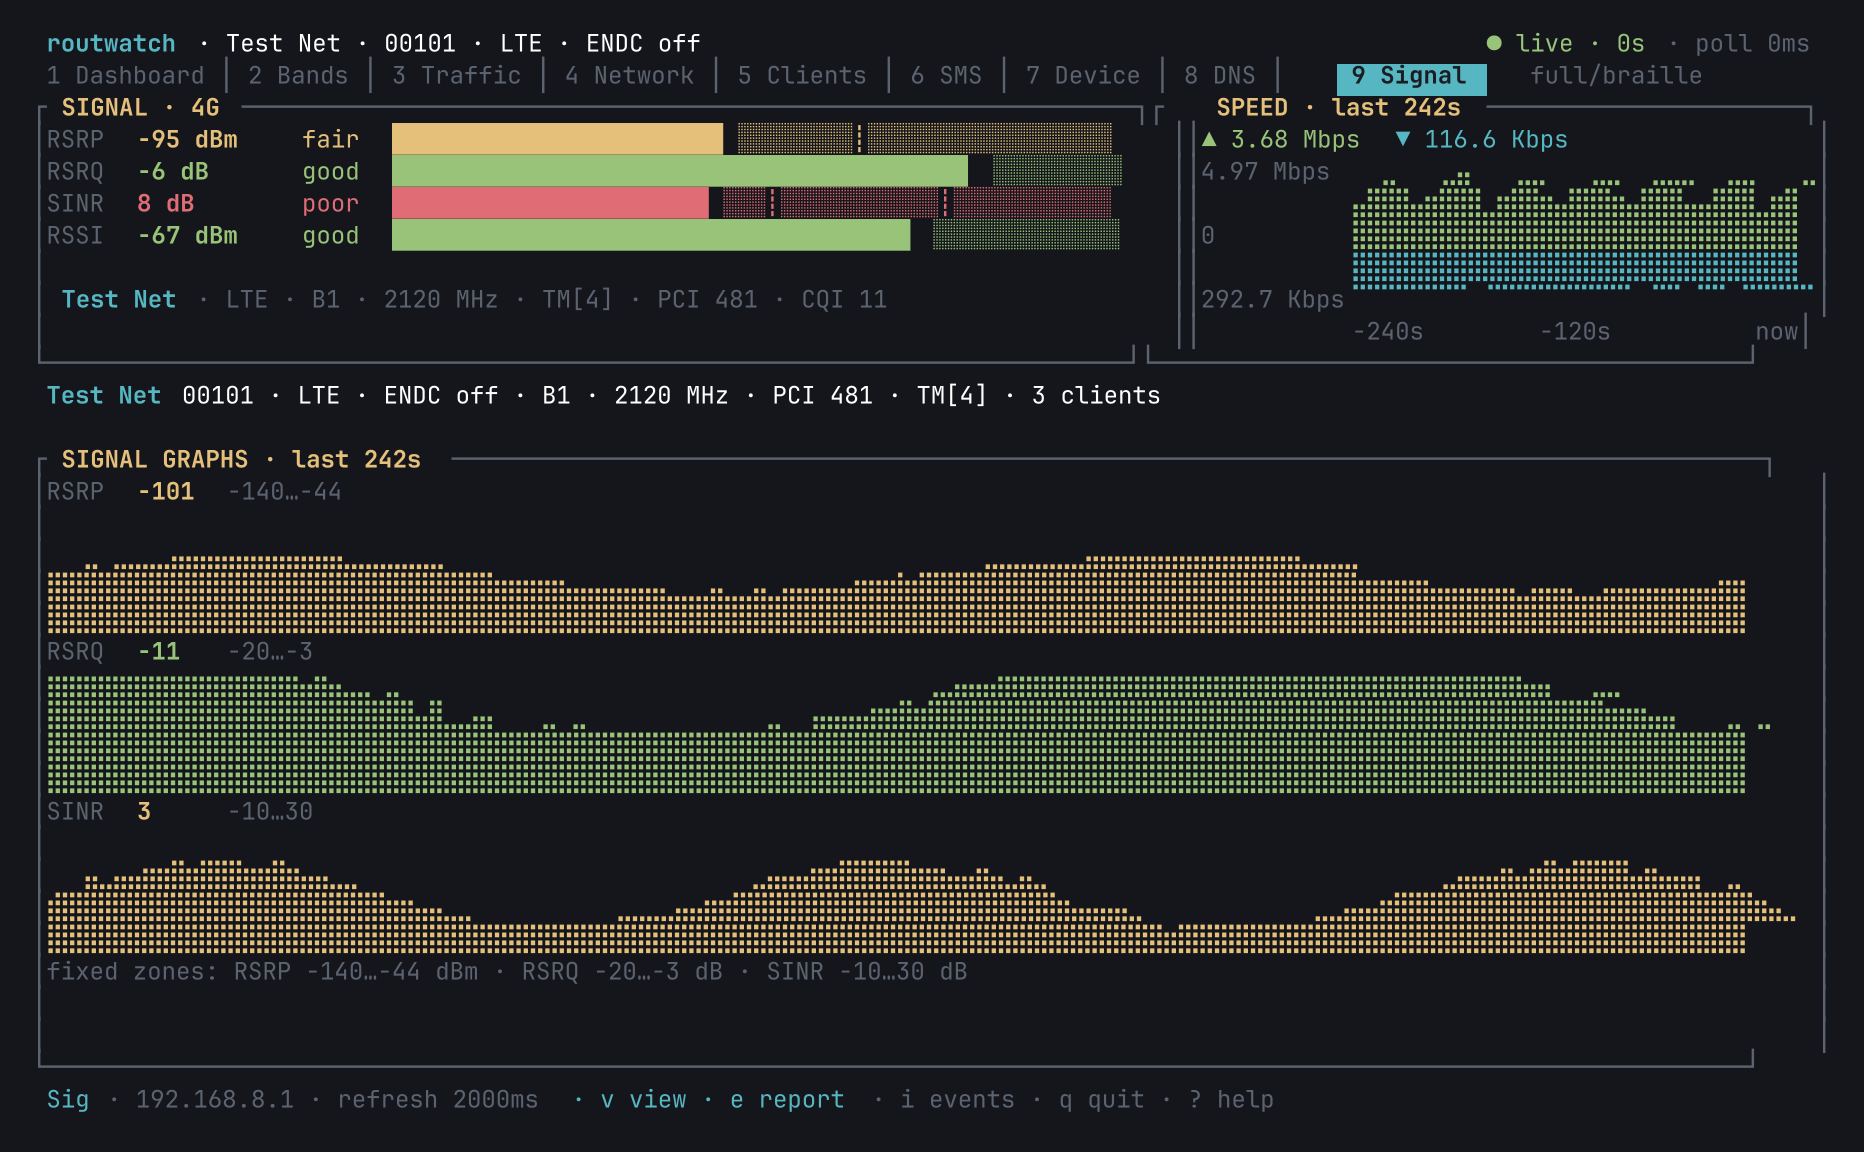 routwatch · Test Net · 00101 · LTE · ENDC off ● live · 0s · poll 0ms
1 Dashboard │ 2 Bands │ 3 Traffic │ 4 Network │ 5 Clients │ 6 SMS │ 7 Device │ 8 DNS │ 9 Signal full/braille
SIGNAL · 4G
RSRP -95 dBm fair
RSRQ -6 dB good
SINR 8 dB poor
RSSI -67 dBm good
Test Net · LTE · B1 · 2120 MHz · TM[4] · PCI 481 · CQI 11
SPEED · last 242s
▲ 3.68 Mbps ▼ 116.6 Kbps
4.97 Mbps
0
292.7 Kbps
-240s -120s now
Test Net 00101 · LTE · ENDC off · B1 · 2120 MHz · PCI 481 · TM[4] · 3 clients
SIGNAL GRAPHS · last 242s
RSRP -101 -140…-44
RSRQ -11 -20…-3
SINR 3 -10…30
fixed zones: RSRP -140…-44 dBm · RSRQ -20…-3 dB · SINR -10…30 dB
Sig · 192.168.8.1 · refresh 2000ms · v view · e report · i events · q quit · ? help